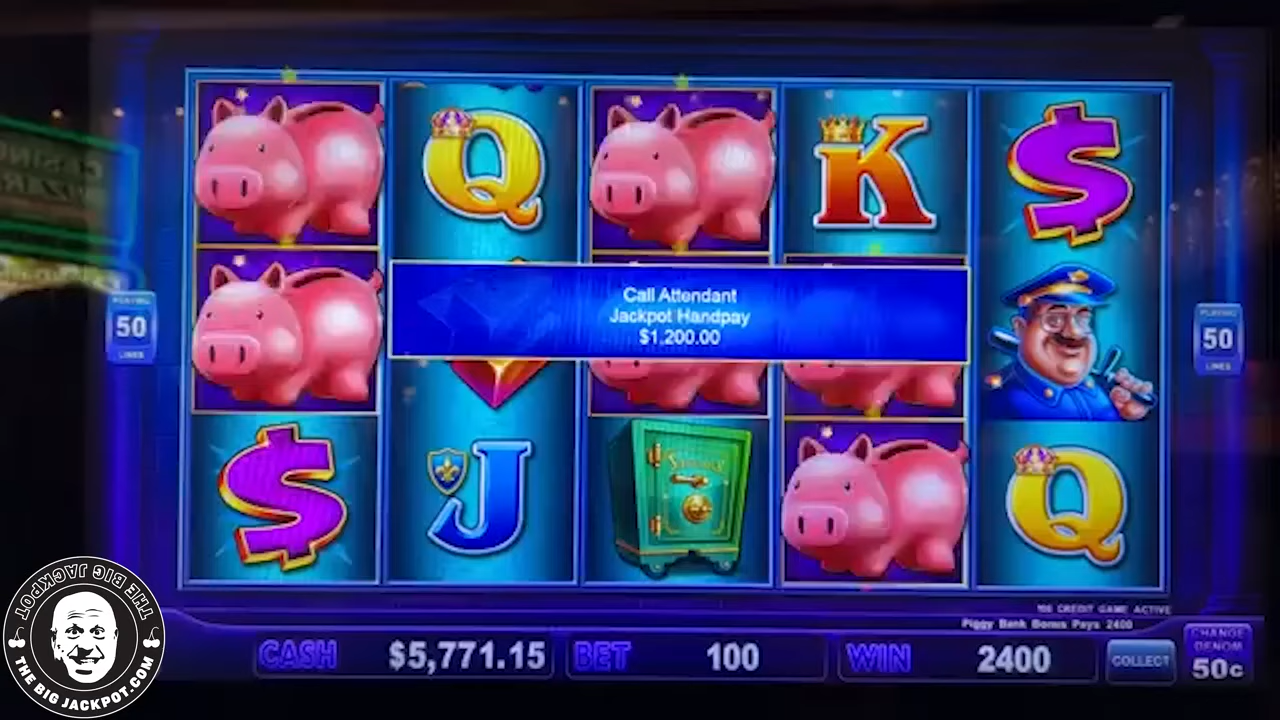 Q
K
$
Call Attendant
Jackpot Handpay
$1,200.00
PLAYING
50
LINES
PLAYING
50
LINES
$
J
Q
100 CREDIT GAME ACTIVE
Piggy Bank Bonus Pays 2400
CASH $5,771.15 BET 100 WIN 2400 COLLECT
CHANGE
DENOM
50¢
THE BIG JACKPOT
THE BIG JACKPOT.COM